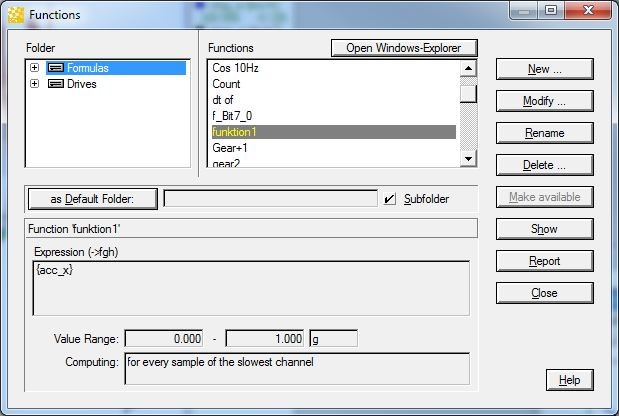 Functions
Folder
Formulas
Drives
Functions
Open Windows-Explorer
Cos 10Hz
Count
dt of
f_Bit7_0
funktion1
Gear+1
gear2
New ...
Modify ...
Rename
Delete ...
Make available
Show
Report
Close
as Default Folder:
Subfolder
Function 'funktion1'
Expression (->fgh)
{acc_x}
Value Range: 0.000 - 1.000 g
Computing: for every sample of the slowest channel
Help